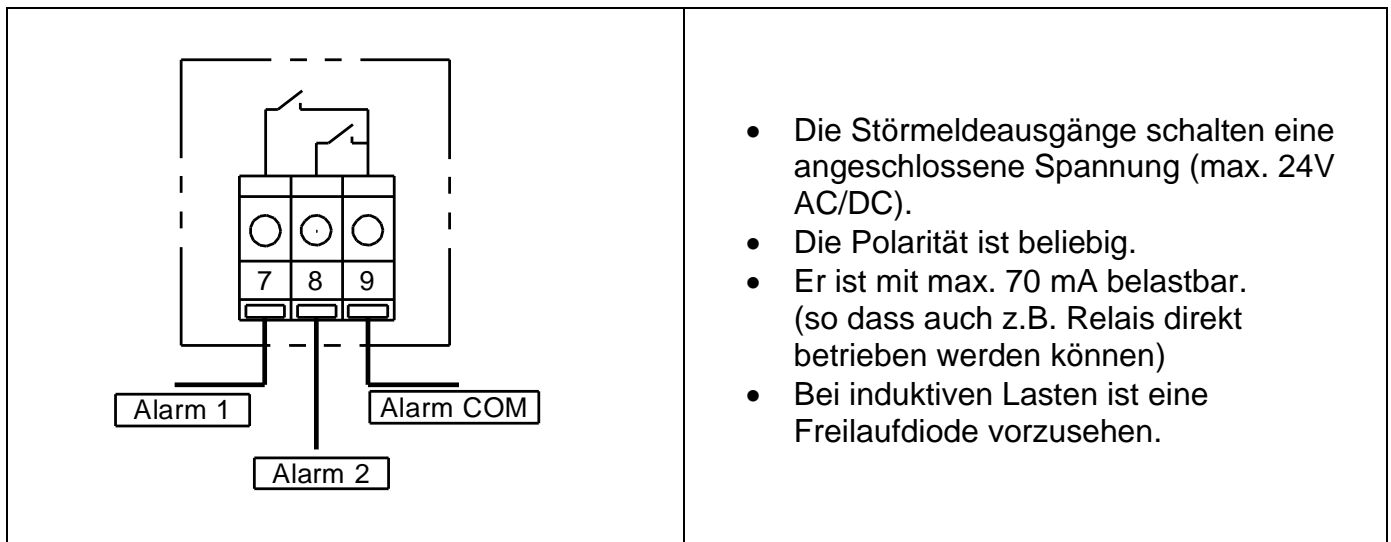 7 8 9
Alarm 1
Alarm COM
Alarm 2
• Die Störmeldeausgänge schalten eine
angeschlossene Spannung (max. 24V
AC/DC).
• Die Polarität ist beliebig.
• Er ist mit max. 70 mA belastbar.
(so dass auch z.B. Relais direkt
betrieben werden können)
• Bei induktiven Lasten ist eine
Freilaufdiode vorzusehen.